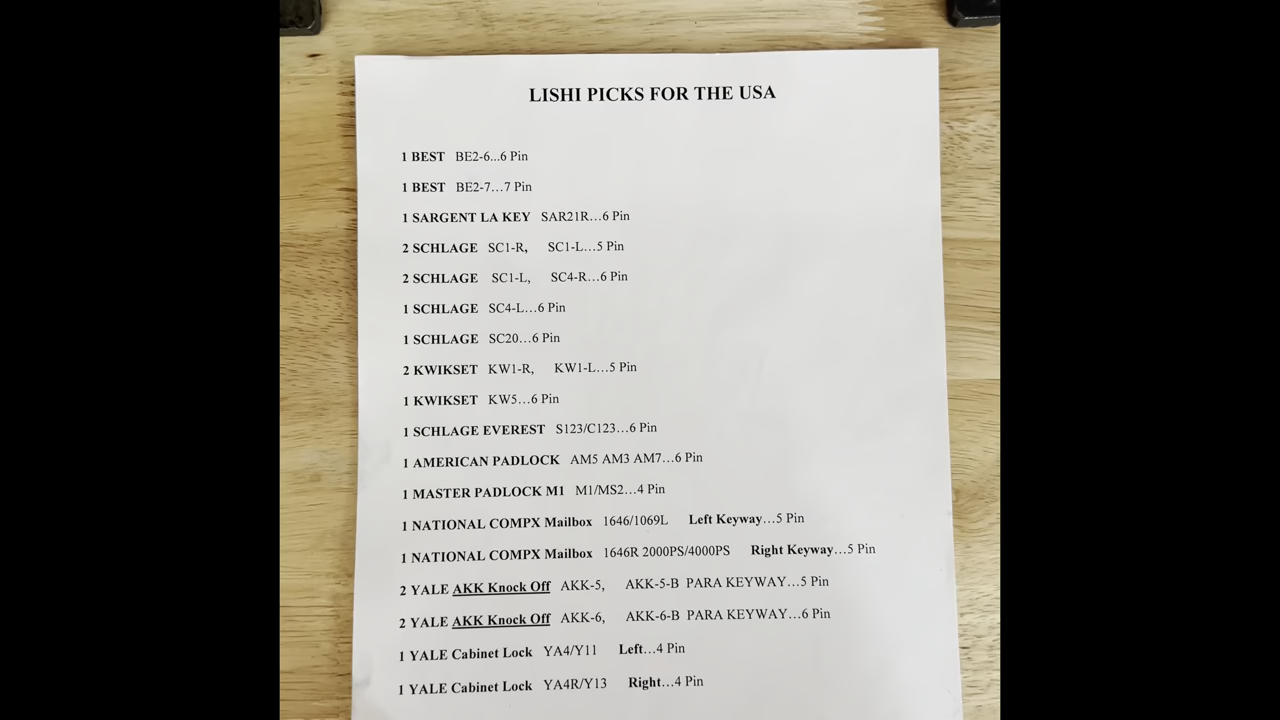 LISHI PICKS FOR THE USA
1 BEST BE2-6...6 Pin
1 BEST BE2-7...7 Pin
1 SARGENT LA KEY SAR21R...6 Pin
2 SCHLAGE SC1-R, SC1-L...5 Pin
2 SCHLAGE SC1-L, SC4-R...6 Pin
1 SCHLAGE SC4-L...6 Pin
1 SCHLAGE SC20...6 Pin
2 KWIKSET KW1-R, KW1-L...5 Pin
1 KWIKSET KW5...6 Pin
1 SCHLAGE EVEREST S123/C123...6 Pin
1 AMERICAN PADLOCK AM5 AM3 AM7...6 Pin
1 MASTER PADLOCK M1 M1/MS2...4 Pin
1 NATIONAL COMPX Mailbox 1646/1069L Left Keyway...5 Pin
1 NATIONAL COMPX Mailbox 1646R 2000PS/4000PS Right Keyway...5 Pin
2 YALE AKK Knock Off AKK-5, AKK-5-B PARA KEYWAY...5 Pin
2 YALE AKK Knock Off AKK-6, AKK-6-B PARA KEYWAY...6 Pin
1 YALE Cabinet Lock YA4/Y11 Left...4 Pin
1 YALE Cabinet Lock YA4R/Y13 Right...4 Pin